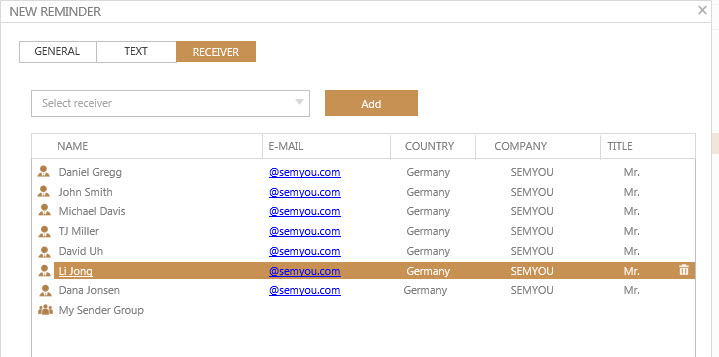 NEW REMINDER
GENERAL TEXT RECEIVER
Select receiver Add
NAME E-MAIL COUNTRY COMPANY TITLE
Daniel Gregg @semyou.com Germany SEMYOU Mr.
John Smith @semyou.com Germany SEMYOU Mr.
Michael Davis @semyou.com Germany SEMYOU Mr.
TJ Miller @semyou.com Germany SEMYOU Mr.
David Uh @semyou.com Germany SEMYOU Mr.
Li Jong @semyou.com Germany SEMYOU Mr.
Dana Jonsen @semyou.com Germany SEMYOU Mr.
My Sender Group